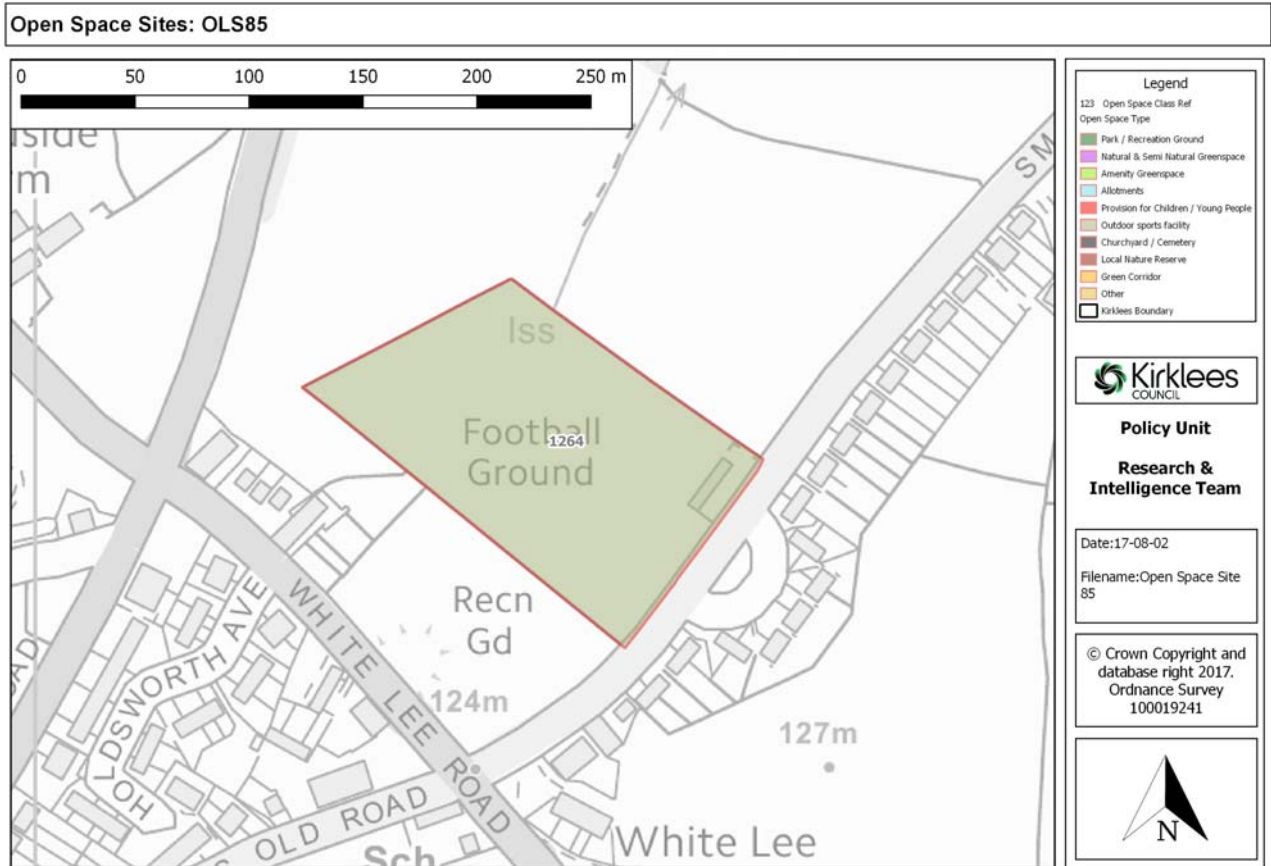 Open Space Sites: OLS85
0 50 100 150 200 250 m
Iss
Football
Ground
1264
Recn
Gd
124m
127m
WHITE LEE ROAD
OLD ROAD
Sch
White Lee
SM
Legend
123 Open Space Class Ref
Open Space Type
Park / Recreation Ground
Natural & Semi Natural Greenspace
Amenity Greenspace
Allotments
Provision for Children / Young People
Outdoor sports facility
Churchyard / Cemetery
Local Nature Reserve
Green Corridor
Other
Kirklees Boundary
Kirklees
COUNCIL
Policy Unit
Research &
Intelligence Team
Date:17-08-02
Filename:Open Space Site
85
© Crown Copyright and
database right 2017.
Ordnance Survey
100019241
N